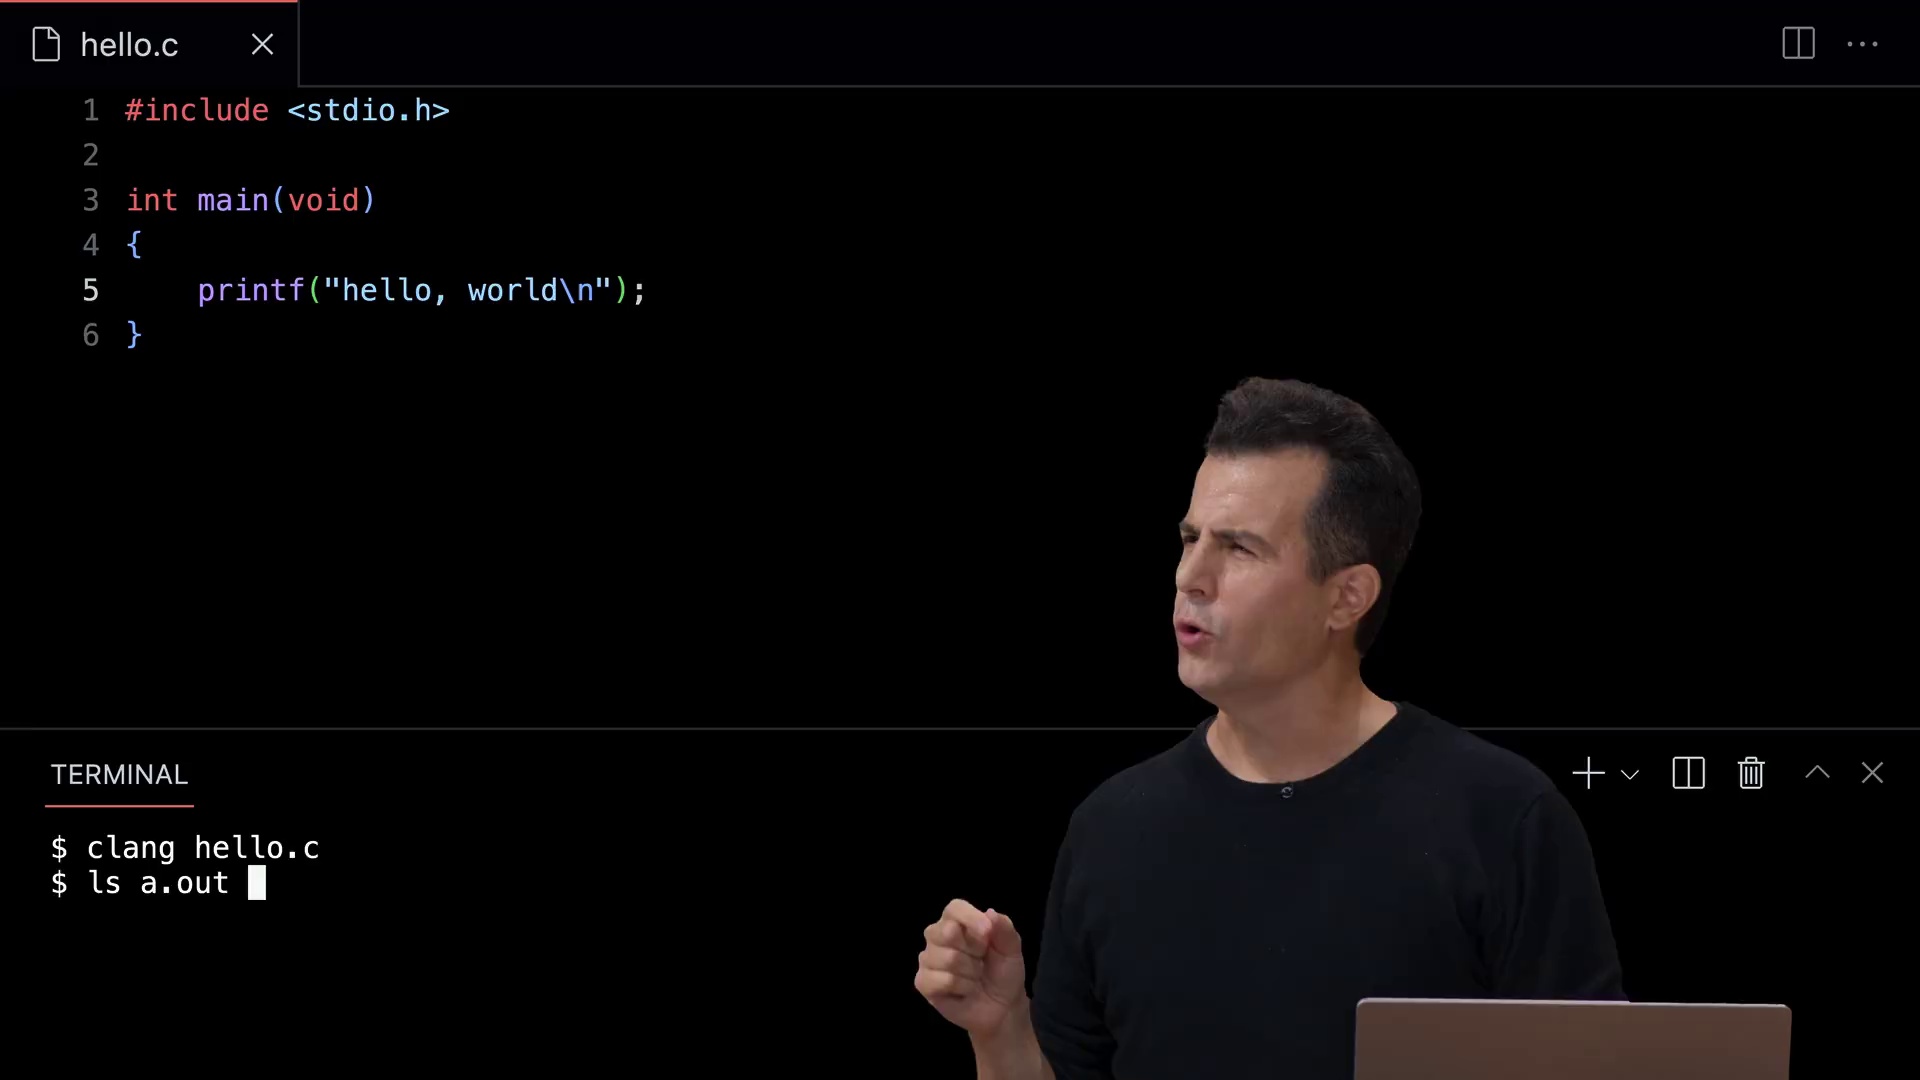 hello.c
1 #include <stdio.h>
2
3 int main(void)
4 {
5     printf("hello, world\n");
6 }
TERMINAL
$ clang hello.c
$ ls a.out